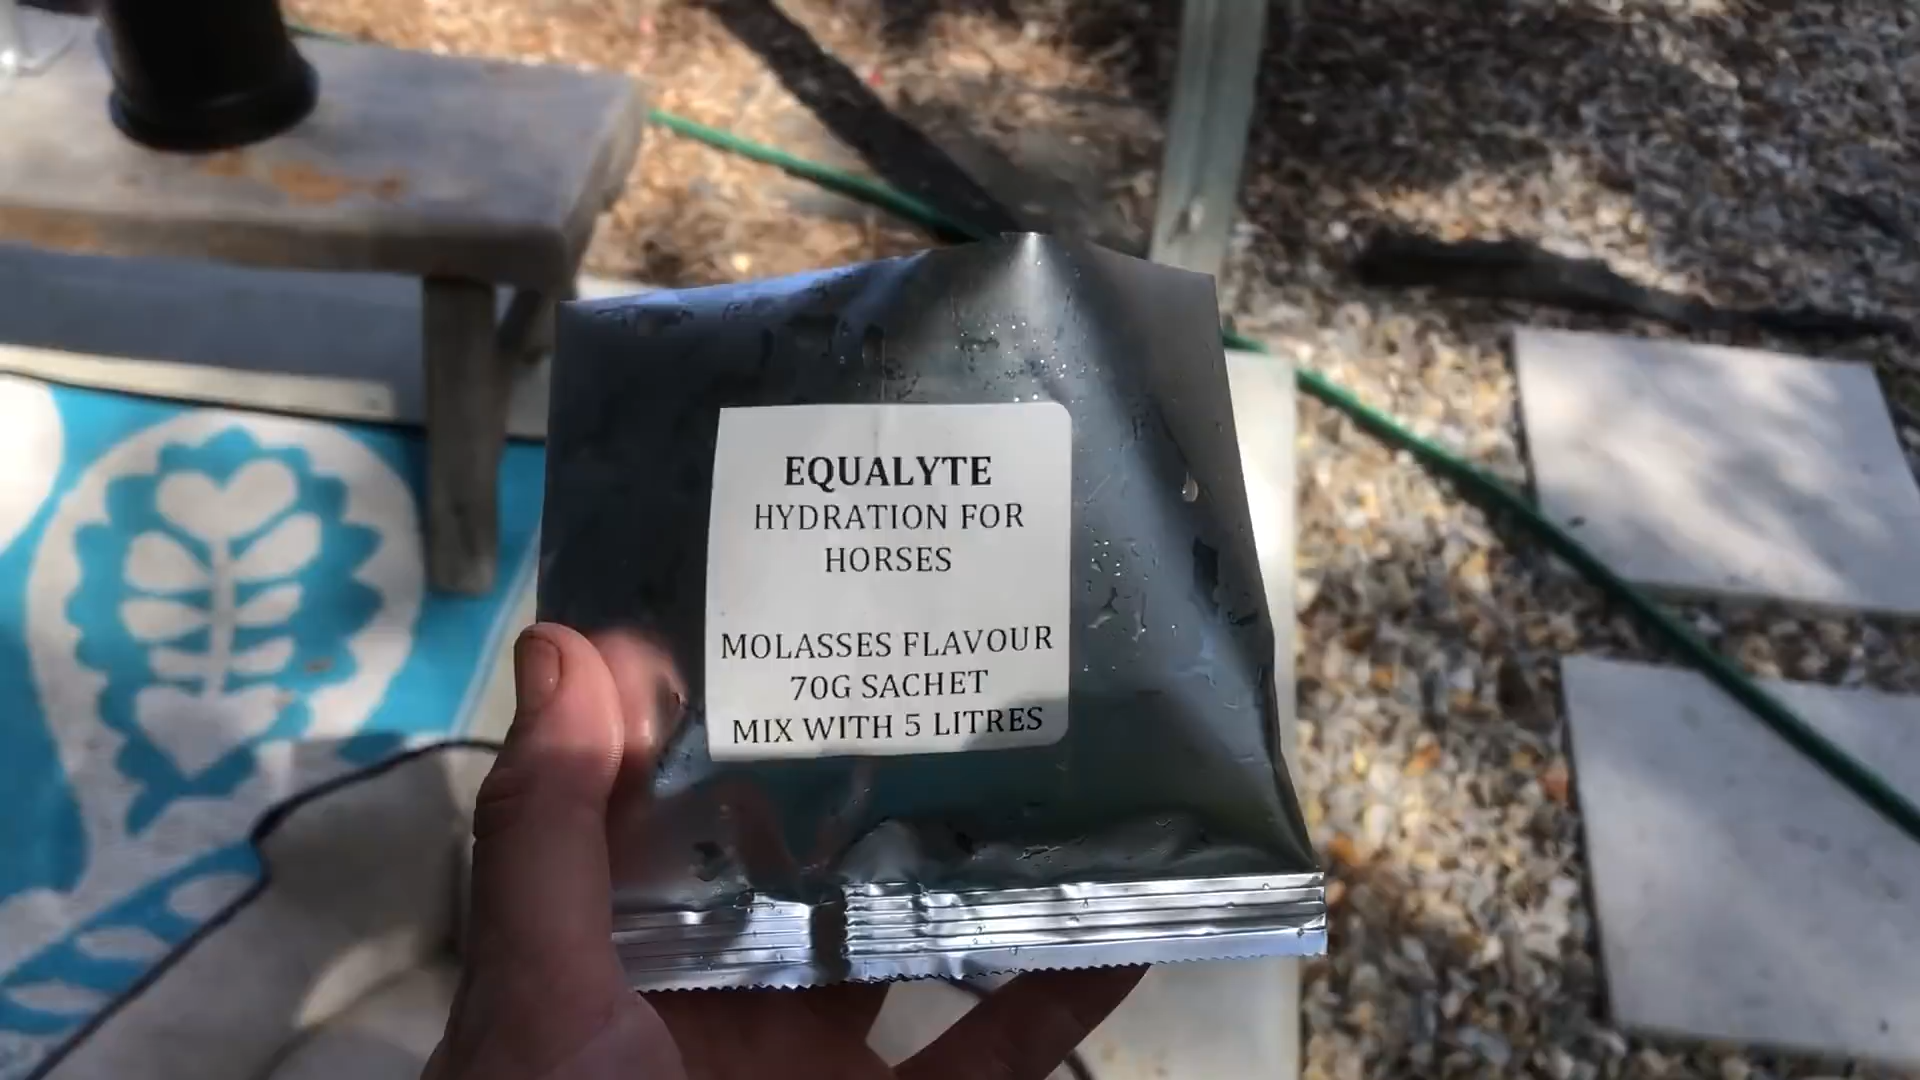 EQUALYTE
HYDRATION FOR
HORSES
MOLASSES FLAVOUR
70G SACHET
MIX WITH 5 LITRES